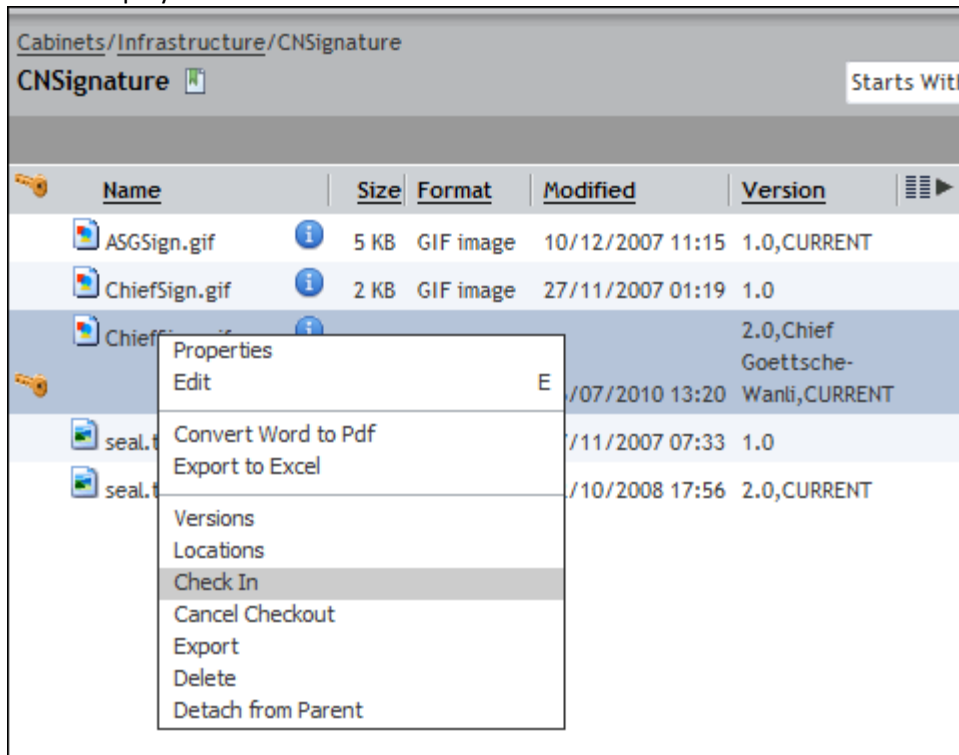 Cabinets/Infrastructure/CNSignature
CNSignature
Starts With
Name Size Format Modified Version
ASGSign.gif 5 KB GIF image 10/12/2007 11:15 1.0,CURRENT
ChiefSign.gif 2 KB GIF image 27/11/2007 01:19 1.0
2.0,Chief
Goettsche-
/07/2010 13:20 Wanli,CURRENT
seal.t /11/2007 07:33 1.0
seal.t /10/2008 17:56 2.0,CURRENT
Properties
Edit E
Convert Word to Pdf
Export to Excel
Versions
Locations
Check In
Cancel Checkout
Export
Delete
Detach from Parent